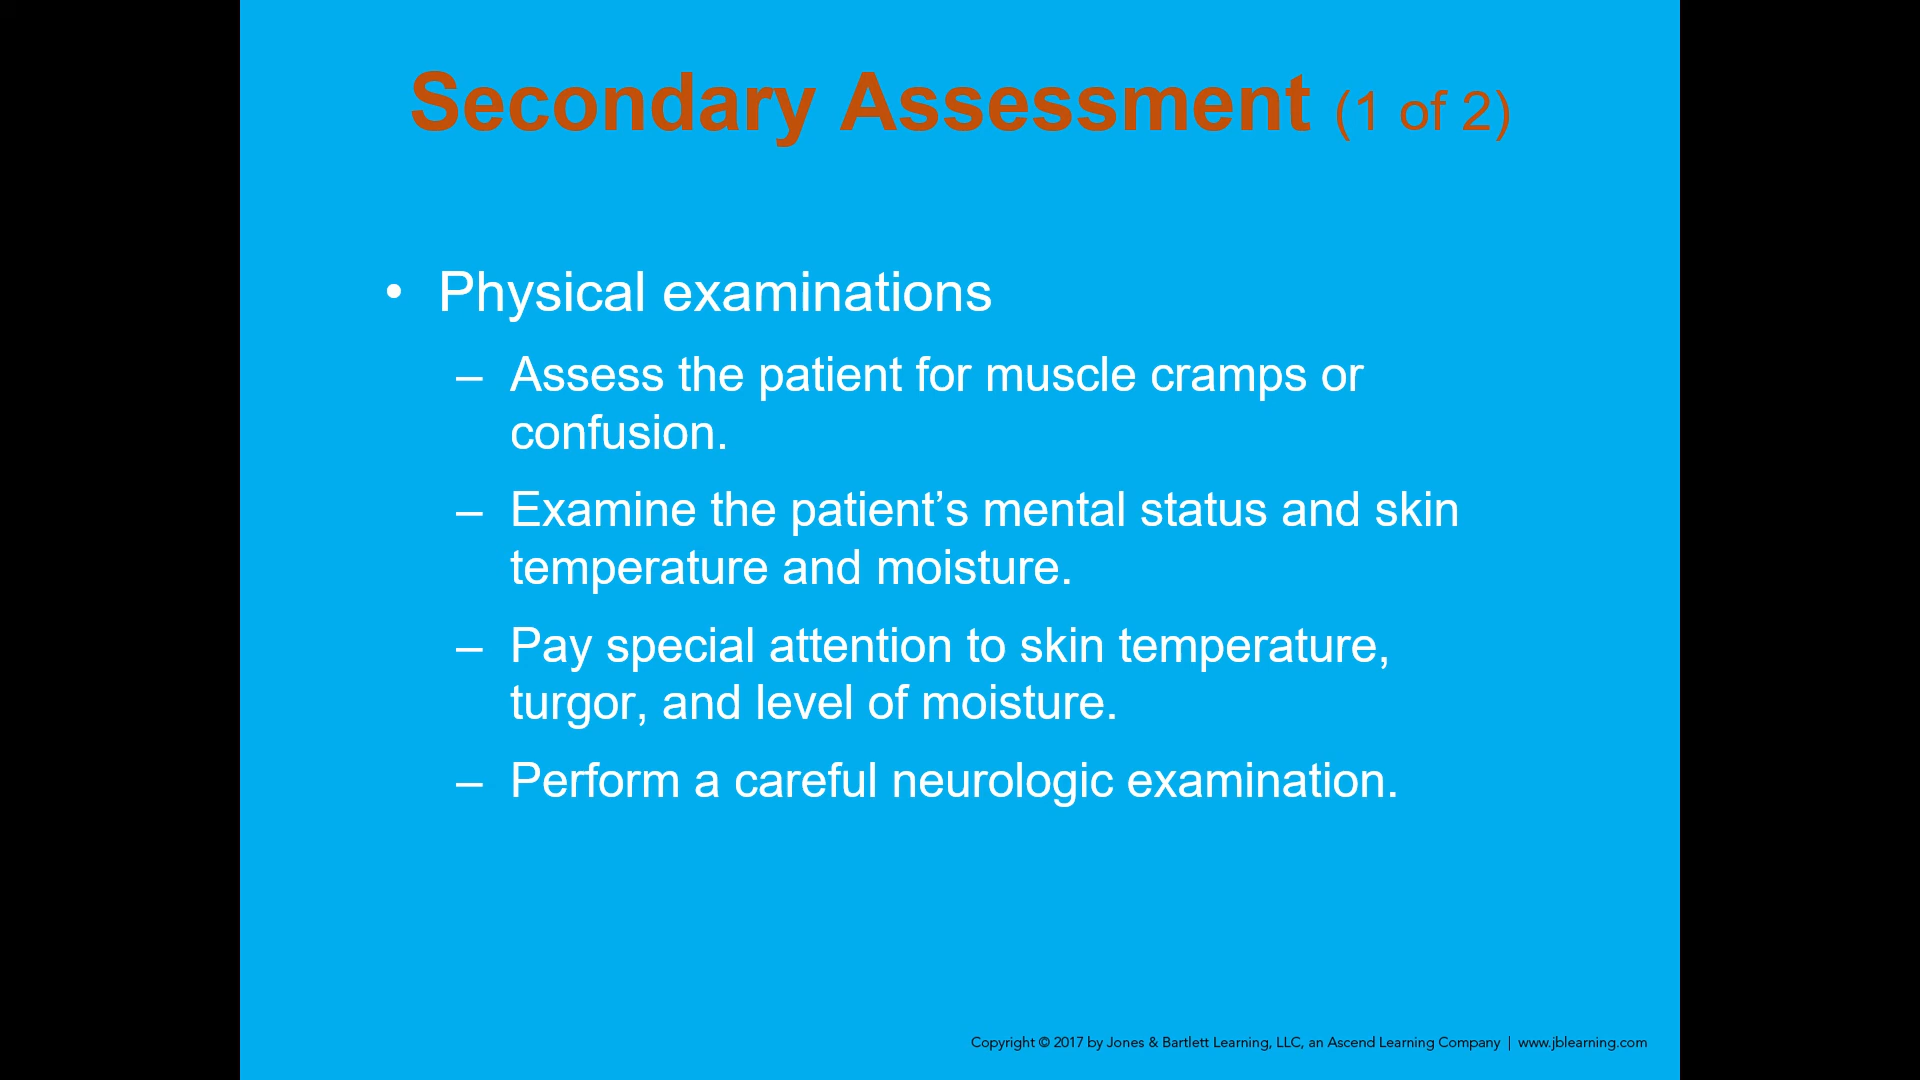 Secondary Assessment (1 of 2)
• Physical examinations
– Assess the patient for muscle cramps or
confusion.
– Examine the patient’s mental status and skin
temperature and moisture.
– Pay special attention to skin temperature,
turgor, and level of moisture.
– Perform a careful neurologic examination.
Copyright © 2017 by Jones & Bartlett Learning, LLC, an Ascend Learning Company | www.jblearning.com